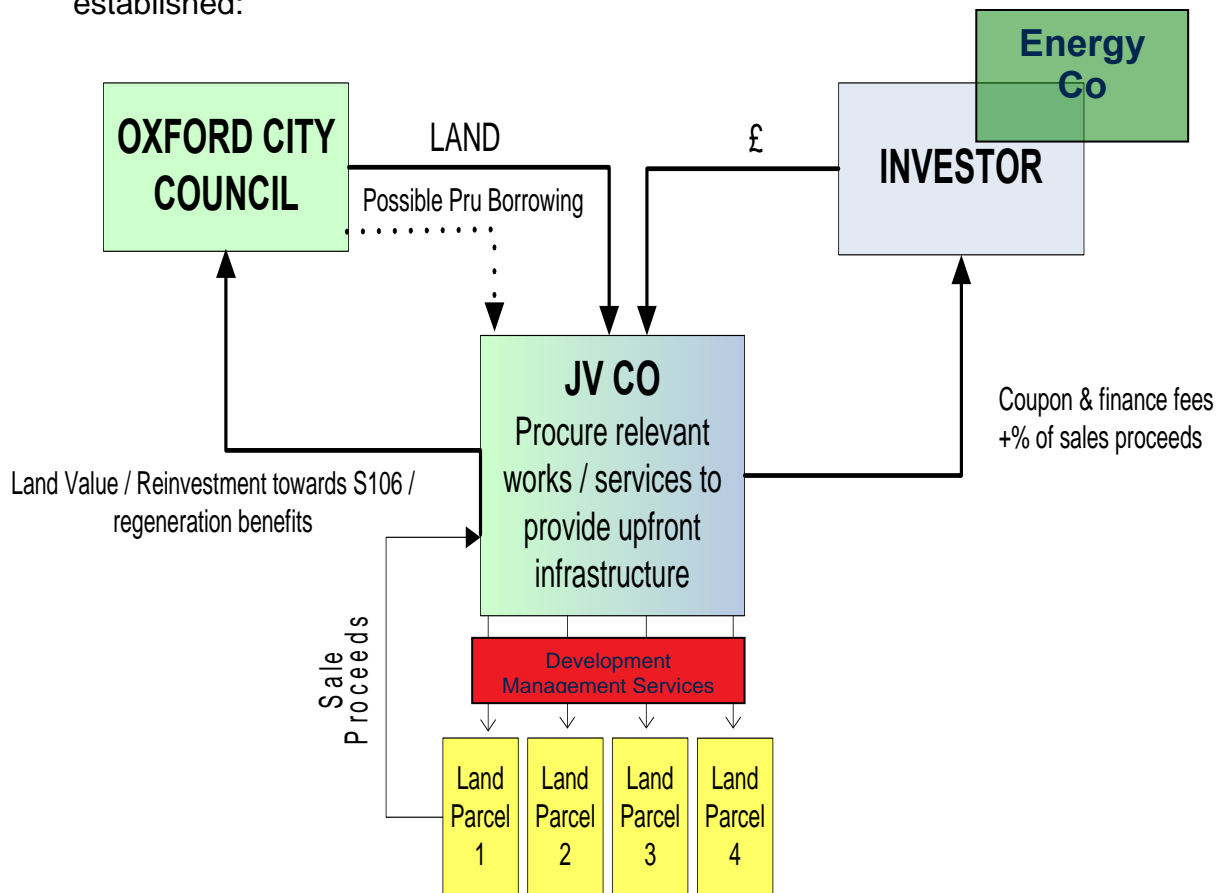 established:
Energy
Co
OXFORD CITY
COUNCIL
LAND
£
INVESTOR
Possible Pru Borrowing
JV CO
Procure relevant
works / services to
provide upfront
infrastructure
Coupon & finance fees
+% of sales proceeds
Land Value / Reinvestment towards S106 /
regeneration benefits
Sale
Proceeds
Development
Management Services
Land
Parcel
1
Land
Parcel
2
Land
Parcel
3
Land
Parcel
4